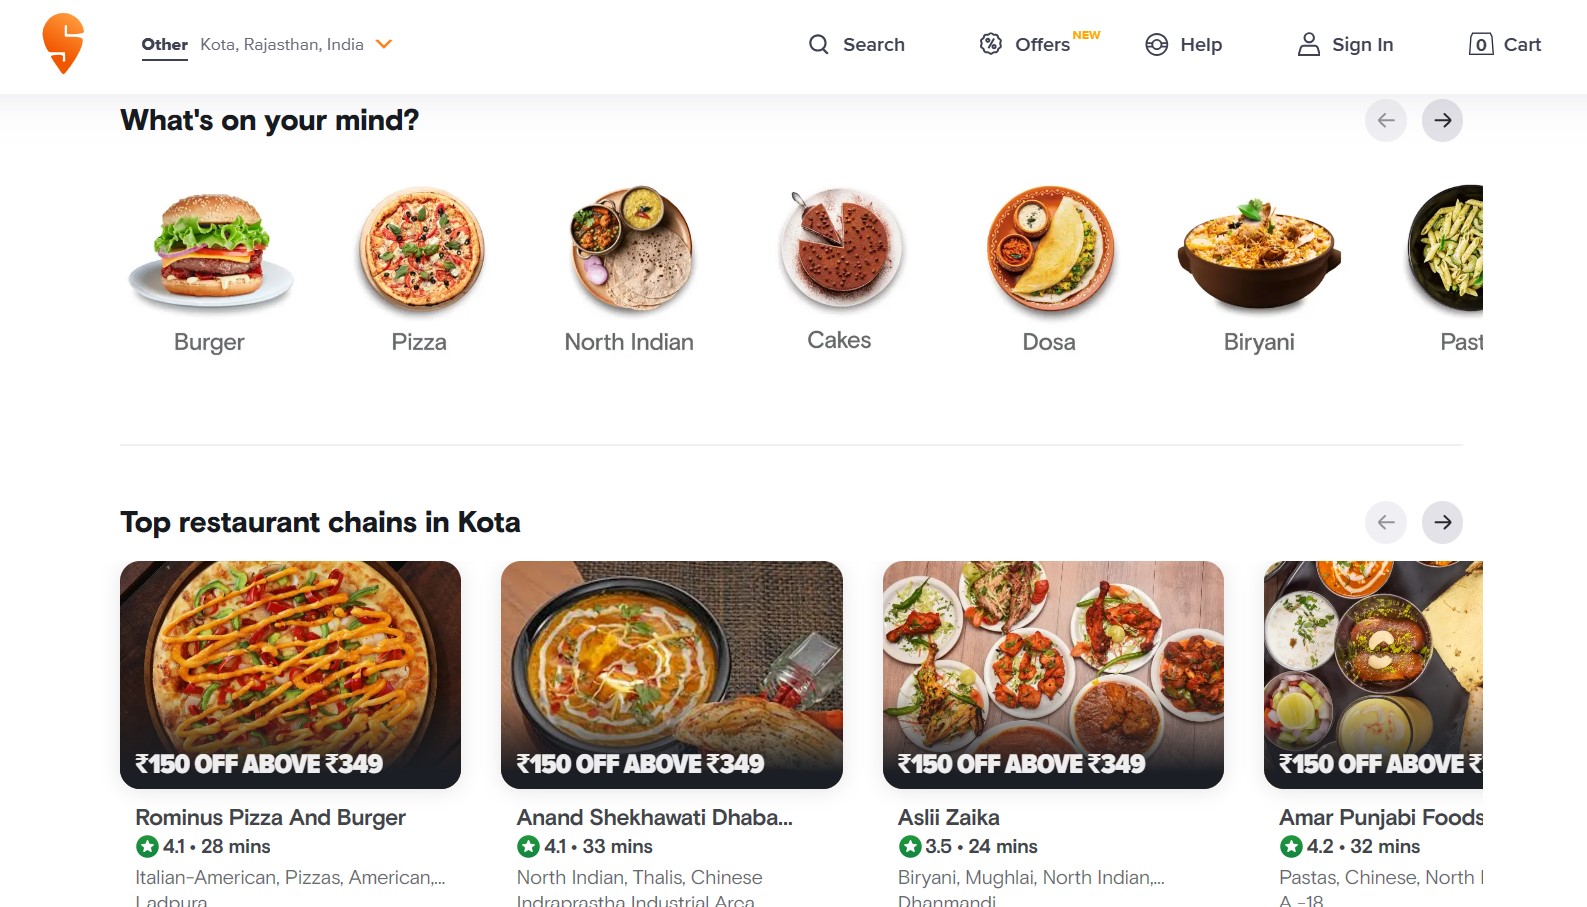 Other Kota, Rajasthan, India
Search
Offers NEW
Help
Sign In
0 Cart
What's on your mind?
Burger
Pizza
North Indian
Cakes
Dosa
Biryani
Past
Top restaurant chains in Kota
₹150 OFF ABOVE ₹349
Rominus Pizza And Burger
4.1 • 28 mins
Italian-American, Pizzas, American,...
Ladpura
₹150 OFF ABOVE ₹349
Anand Shekhawati Dhaba...
4.1 • 33 mins
North Indian, Thalis, Chinese
Indraprastha Industrial Area
₹150 OFF ABOVE ₹349
Aslii Zaika
3.5 • 24 mins
Biryani, Mughlai, North Indian,...
Dhanmandi
₹150 OFF ABOVE ₹
Amar Punjabi Foods
4.2 • 32 mins
Pastas, Chinese, North I
A -18